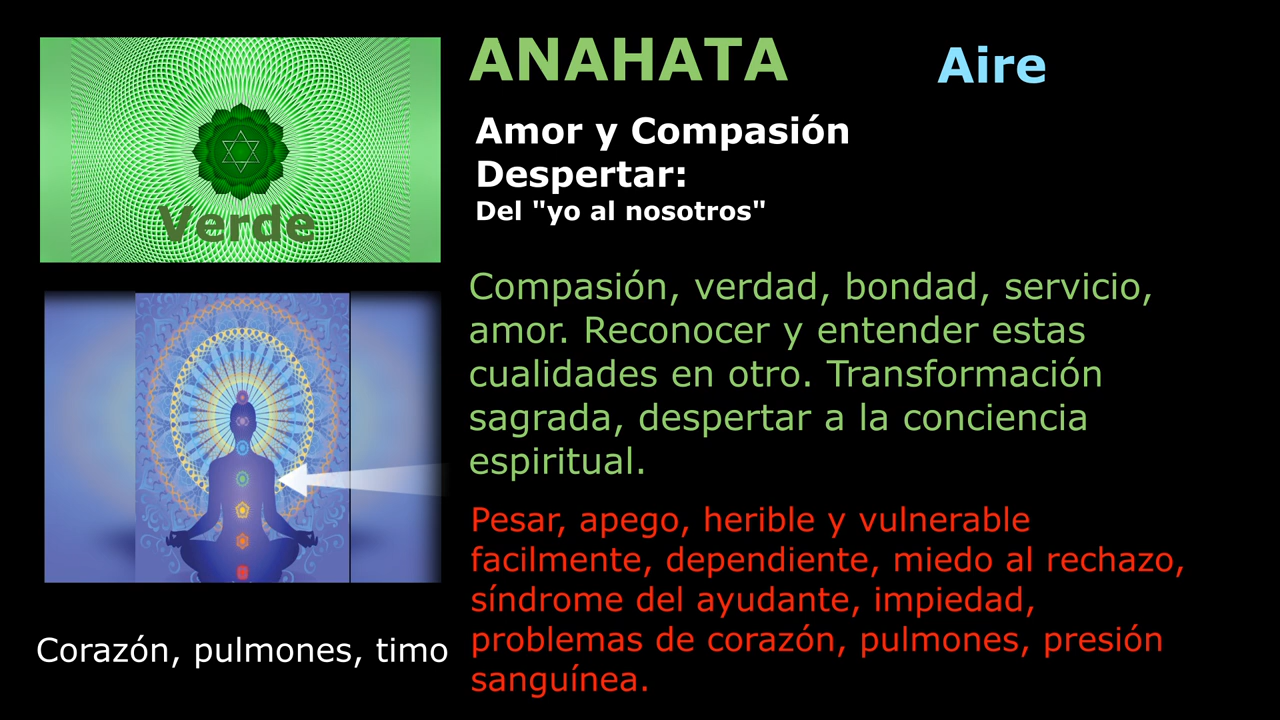 ANAHATA
Aire
Verde
Amor y Compasión
Despertar:
Del "yo al nosotros"
Compasión, verdad, bondad, servicio,
amor. Reconocer y entender estas
cualidades en otro. Transformación
sagrada, despertar a la conciencia
espiritual.
Pesar, apego, herible y vulnerable
facilmente, dependiente, miedo al rechazo,
síndrome del ayudante, impiedad,
problemas de corazón, pulmones, presión
sanguínea.
Corazón, pulmones, timo